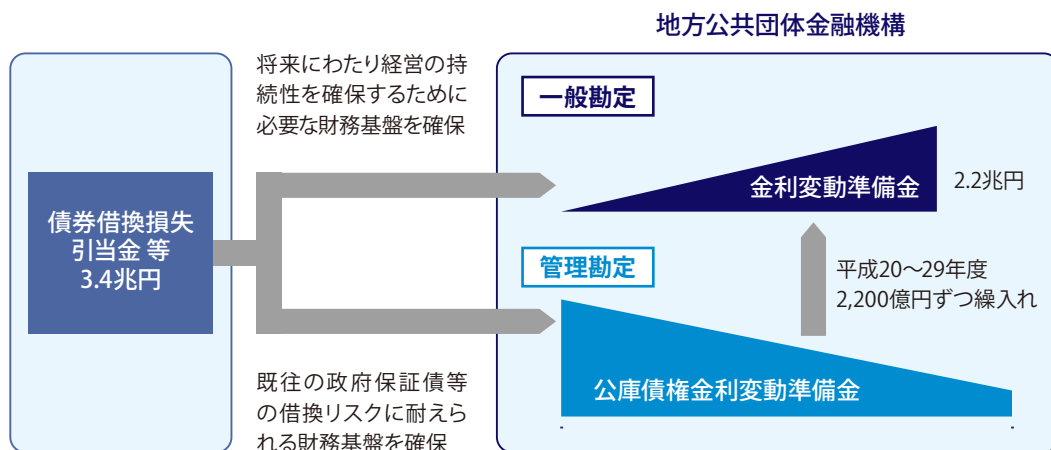 地方公共団体金融機構
将来にわたり経営の持
続性を確保するために
必要な財務基盤を確保
一般勘定
金利変動準備金
2.2兆円
債券借換損失
引当金 等
3.4兆円
管理勘定
平成20〜29年度
2,200億円ずつ繰入れ
公庫債権金利変動準備金
既往の政府保証債等
の借換リスクに耐えら
れる財務基盤を確保